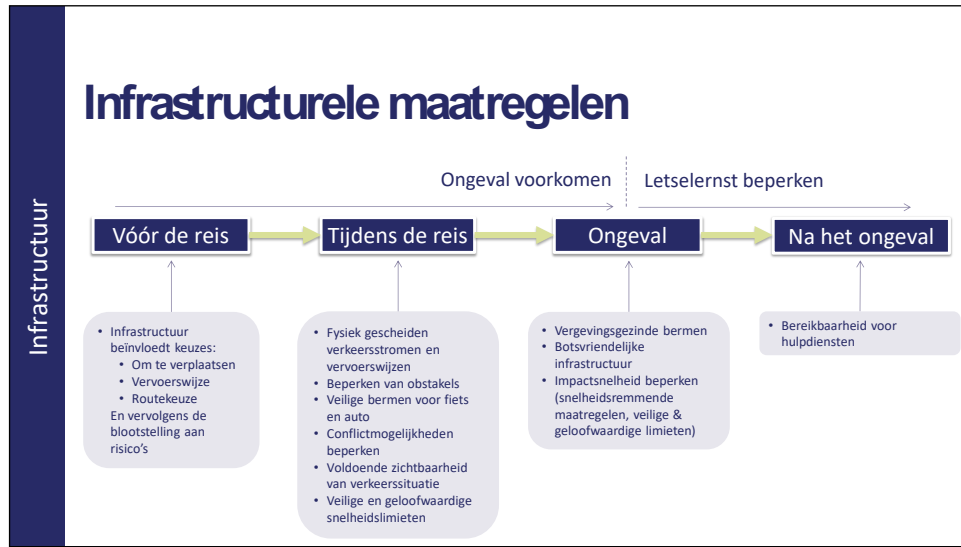 Infrastructuur
Infrastructurele maatregelen
Ongeval voorkomen
Letselernst beperken
Vóór de reis
Tijdens de reis
Ongeval
Na het ongeval
• Infrastructuur
beïnvloedt keuzes:
• Om te verplaatsen
• Vervoerswijze
• Routekeuze
En vervolgens de
blootstelling aan
risico's
• Fysiek gescheiden
verkeersstromen en
vervoerswijzen
• Beperken van obstakels
• Veilige bermen voor fiets
en auto
• Conflictmogelijkheden
beperken
• Voldoende zichtbaarheid
van verkeerssituatie
• Veilige en geloofwaardige
snelheidslimieten
• Vergevingsgezinde bermen
• Botsvriendelijke
infrastructuur
• Impactsnelheid beperken
(snelheidsremmende
maatregelen, veilige &
geloofwaardige limieten)
• Bereikbaarheid voor
hulpdiensten